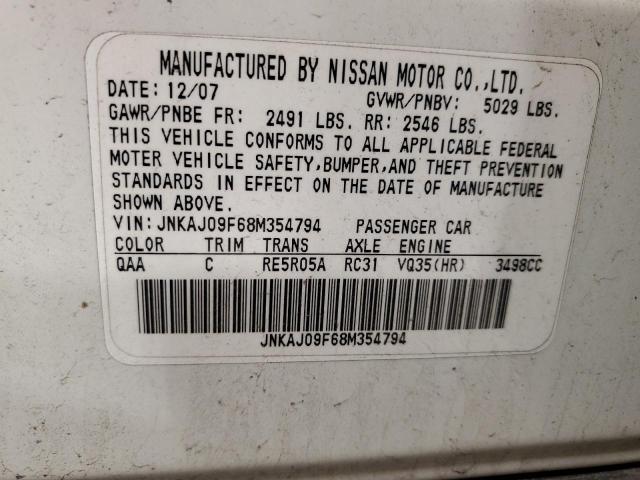 MANUFACTURED BY NISSAN MOTOR CO.,LTD.
DATE: 12/07 GVWR/PNBV: 5029 LBS.
GAWR/PNBE FR: 2491 LBS. RR: 2546 LBS.
THIS VEHICLE CONFORMS TO ALL APPLICABLE FEDERAL
MOTER VEHICLE SAFETY,BUMPER,AND THEFT PREVENTION
STANDARDS IN EFFECT ON THE DATE OF MANUFACTURE
SHOWN ABOVE.
VIN:JNKAJ09F68M354794 PASSENGER CAR
COLOR TRIM TRANS AXLE ENGINE
QAA C RE5R05A RC31 VQ35(HR) 3498CC
JNKAJ09F68M354794